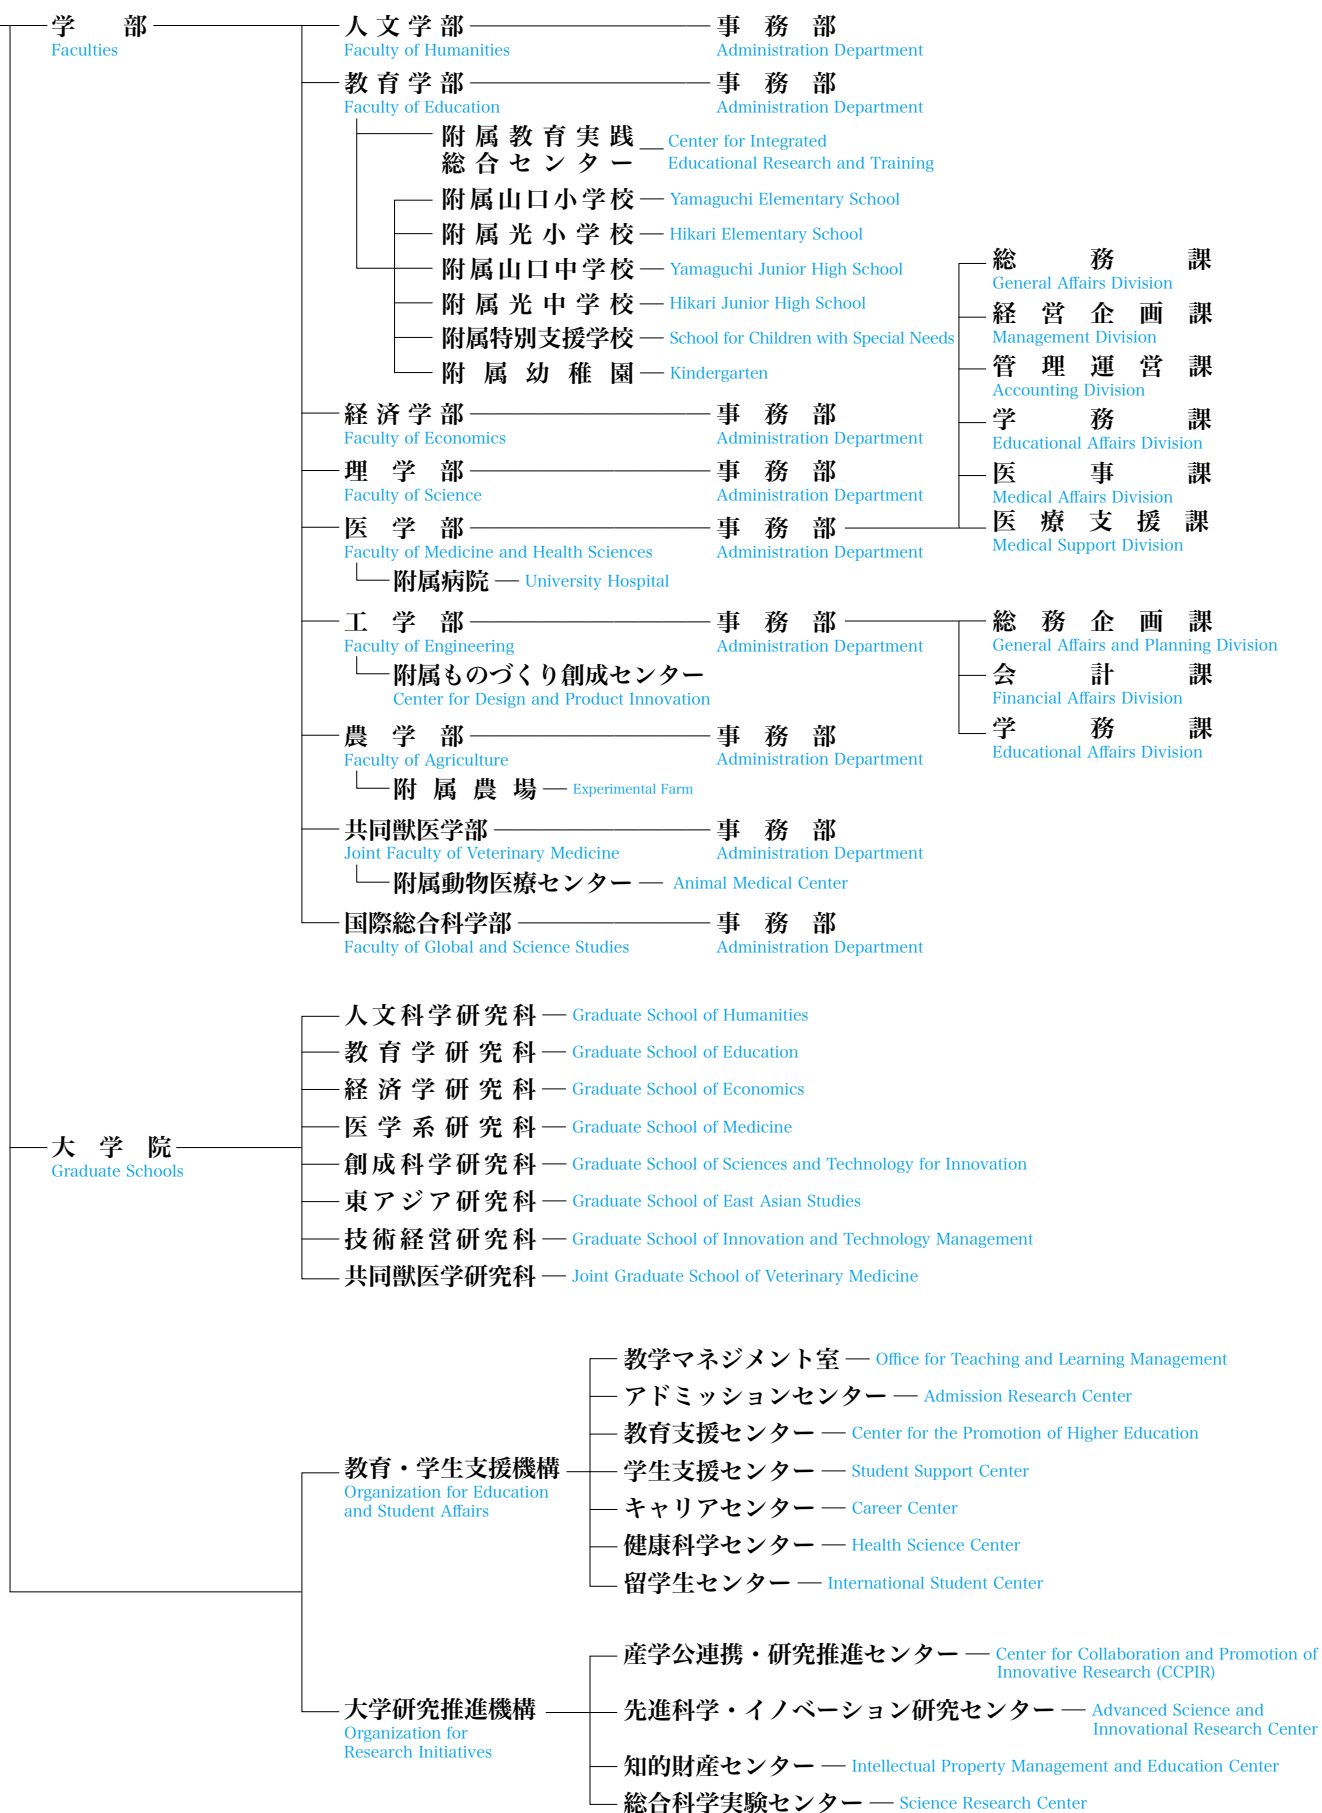 学部
Faculties
人文学部
Faculty of Humanities
事務部
Administration Department
教育学部
Faculty of Education
事務部
Administration Department
附属教育実践
総合センター
Center for Integrated
Educational Research and Training
附属山口小学校
Yamaguchi Elementary School
附属光小学校
Hikari Elementary School
附属山口中学校
Yamaguchi Junior High School
附属光中学校
Hikari Junior High School
附属特別支援学校
School for Children with Special Needs
附属幼稚園
Kindergarten
経済学部
Faculty of Economics
事務部
Administration Department
理学部
Faculty of Science
事務部
Administration Department
医学部
Faculty of Medicine and Health Sciences
事務部
Administration Department
総務課
General Affairs Division
経営企画課
Management Division
管理運営課
Accounting Division
学務課
Educational Affairs Division
医事課
Medical Affairs Division
医療支援課
Medical Support Division
附属病院
University Hospital
工学部
Faculty of Engineering
事務部
Administration Department
総務企画課
General Affairs and Planning Division
会計課
Financial Affairs Division
学務課
Educational Affairs Division
附属ものづくり創成センター
Center for Design and Product Innovation
農学部
Faculty of Agriculture
事務部
Administration Department
附属農場
Experimental Farm
共同獣医学部
Joint Faculty of Veterinary Medicine
事務部
Administration Department
附属動物医療センター
Animal Medical Center
国際総合科学部
Faculty of Global and Science Studies
事務部
Administration Department
大学院
Graduate Schools
人文科学研究科
Graduate School of Humanities
教育学研究科
Graduate School of Education
経済学研究科
Graduate School of Economics
医学系研究科
Graduate School of Medicine
創成科学研究科
Graduate School of Sciences and Technology for Innovation
東アジア研究科
Graduate School of East Asian Studies
技術経営研究科
Graduate School of Innovation and Technology Management
共同獣医学研究科
Joint Graduate School of Veterinary Medicine
教育・学生支援機構
Organization for Education
and Student Affairs
教学マネジメント室
Office for Teaching and Learning Management
アドミッションセンター
Admission Research Center
教育支援センター
Center for the Promotion of Higher Education
学生支援センター
Student Support Center
キャリアセンター
Career Center
健康科学センター
Health Science Center
留学生センター
International Student Center
大学研究推進機構
Organization for
Research Initiatives
産学公連携・研究推進センター
Center for Collaboration and Promotion of
Innovative Research (CCPIR)
先進科学・イノベーション研究センター
Advanced Science and
Innovational Research Center
知的財産センター
Intellectual Property Management and Education Center
総合科学実験センター
Science Research Center